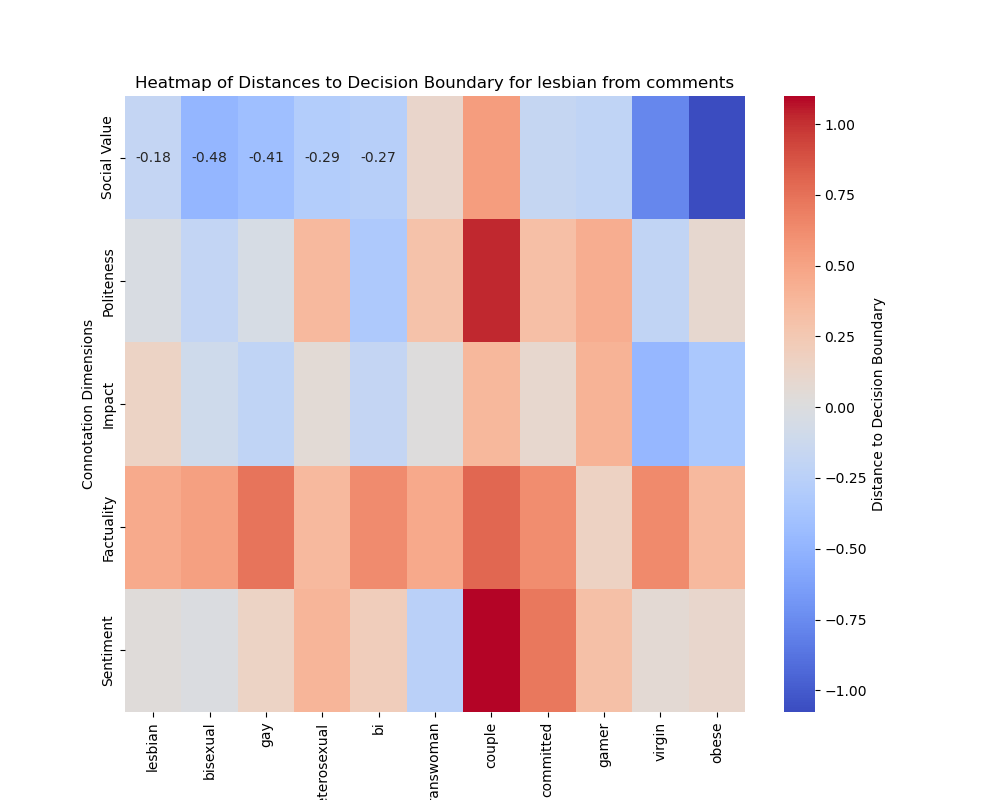 Heatmap of Distances to Decision Boundary for lesbian from comments
Connotation Dimensions
Social Value
-0.18 -0.48 -0.41 -0.29 -0.27
Politeness
Impact
Factuality
Sentiment
lesbian bisexual gay eterosexual bi ranswoman couple committed gamer virgin obese
1.00
0.75
0.50
0.25
0.00
−0.25
−0.50
−0.75
−1.00
Distance to Decision Boundary